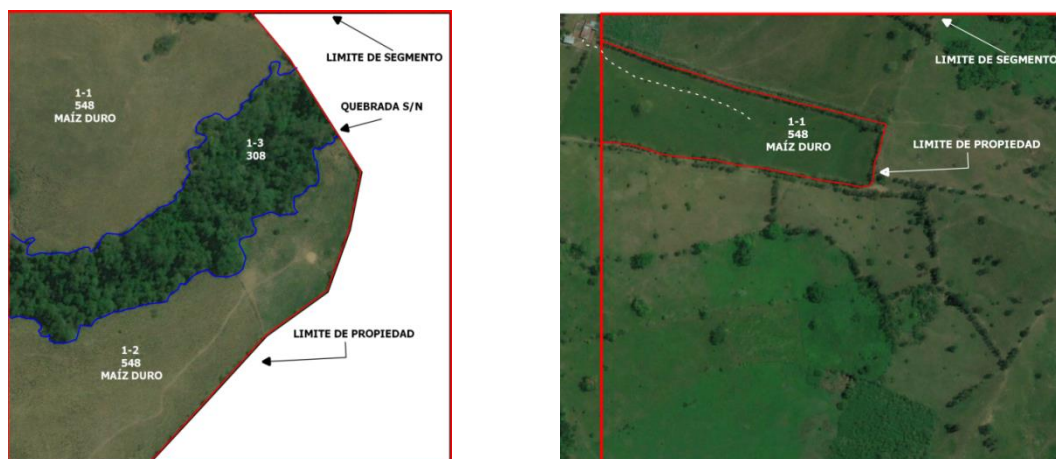 LIMITE DE SEGMENTO
1-1
548
MAÍZ DURO
QUEBRADA S/N
1-3
308
LIMITE DE PROPIEDAD
1-2
548
MAÍZ DURO
LIMITE DE SEGMENTO
1-1
548
MAÍZ DURO
LIMITE DE PROPIEDAD